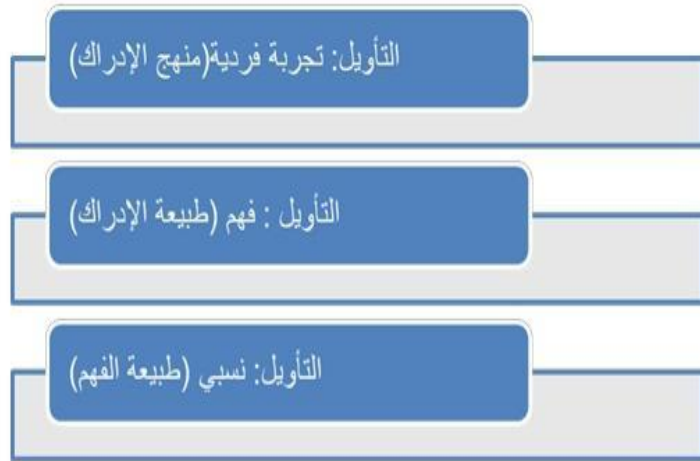 التأويل: تجربة فردية(منهج الإدراك)
التأويل : فهم (طبيعة الإدراك)
التأويل: نسبي (طبيعة الفهم)